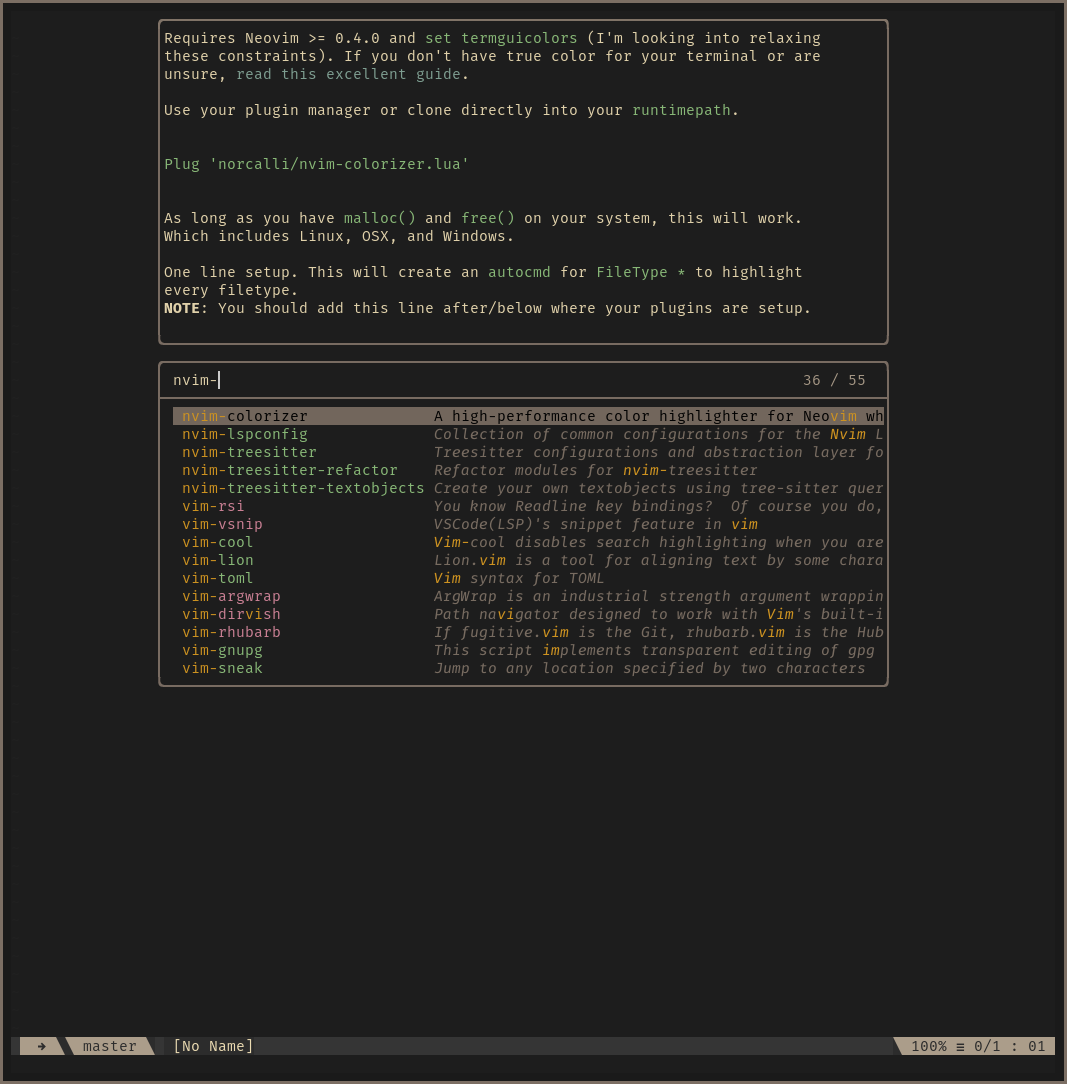 Requires Neovim >= 0.4.0 and set termguicolors (I'm looking into relaxing
these constraints). If you don't have true color for your terminal or are
unsure, read this excellent guide.
Use your plugin manager or clone directly into your runtimepath.
Plug 'norcalli/nvim-colorizer.lua'
As long as you have malloc() and free() on your system, this will work.
Which includes Linux, OSX, and Windows.
One line setup. This will create an autocmd for FileType * to highlight
every filetype.
NOTE: You should add this line after/below where your plugins are setup.
nvim- 36 / 55
nvim-colorizer A high-performance color highlighter for Neovim wh
nvim-lspconfig Collection of common configurations for the Nvim L
nvim-treesitter Treesitter configurations and abstraction layer fo
nvim-treesitter-refactor Refactor modules for nvim-treesitter
nvim-treesitter-textobjects Create your own textobjects using tree-sitter quer
vim-rsi You know Readline key bindings?  Of course you do,
vim-vsnip VSCode(LSP)'s snippet feature in vim
vim-cool Vim-cool disables search highlighting when you are
vim-lion Lion.vim is a tool for aligning text by some chara
vim-toml Vim syntax for TOML
vim-argwrap ArgWrap is an industrial strength argument wrappin
vim-dirvish Path navigator designed to work with Vim's built-i
vim-rhubarb If fugitive.vim is the Git, rhubarb.vim is the Hub
vim-gnupg This script implements transparent editing of gpg
vim-sneak Jump to any location specified by two characters
➜ master [No Name] 100% ≡ 0/1 : 01